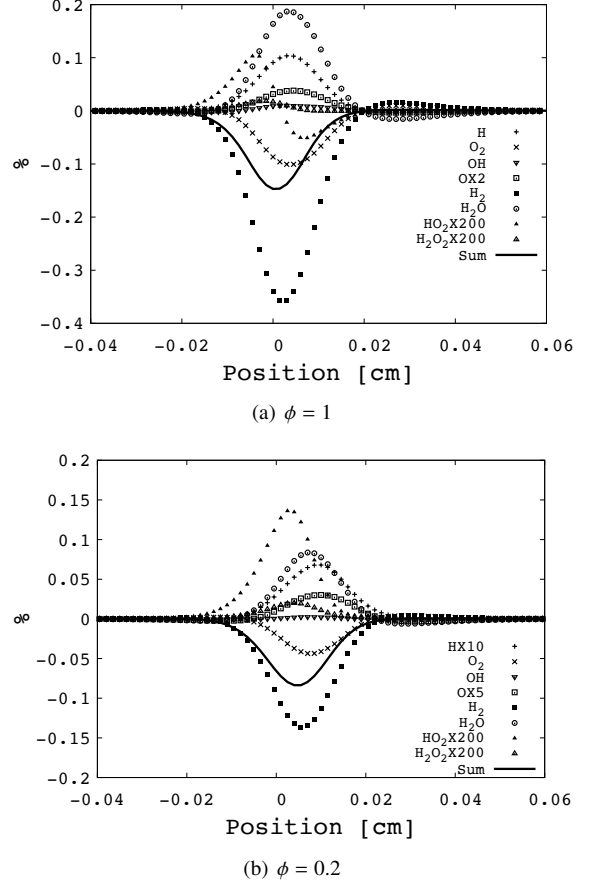 0.2
0.1
0
-0.1
-0.2
-0.3
-0.4
%
H
O₂
OH
OX2
H₂
H₂O
HO₂X200
H₂O₂X200
Sum
-0.04 -0.02 0 0.02 0.04 0.06
Position [cm]
(a) ϕ = 1
0.2
0.15
0.1
0.05
0
-0.05
-0.1
-0.15
-0.2
%
HX10
O₂
OH
OX5
H₂
H₂O
HO₂X200
H₂O₂X200
Sum
-0.04 -0.02 0 0.02 0.04 0.06
Position [cm]
(b) ϕ = 0.2